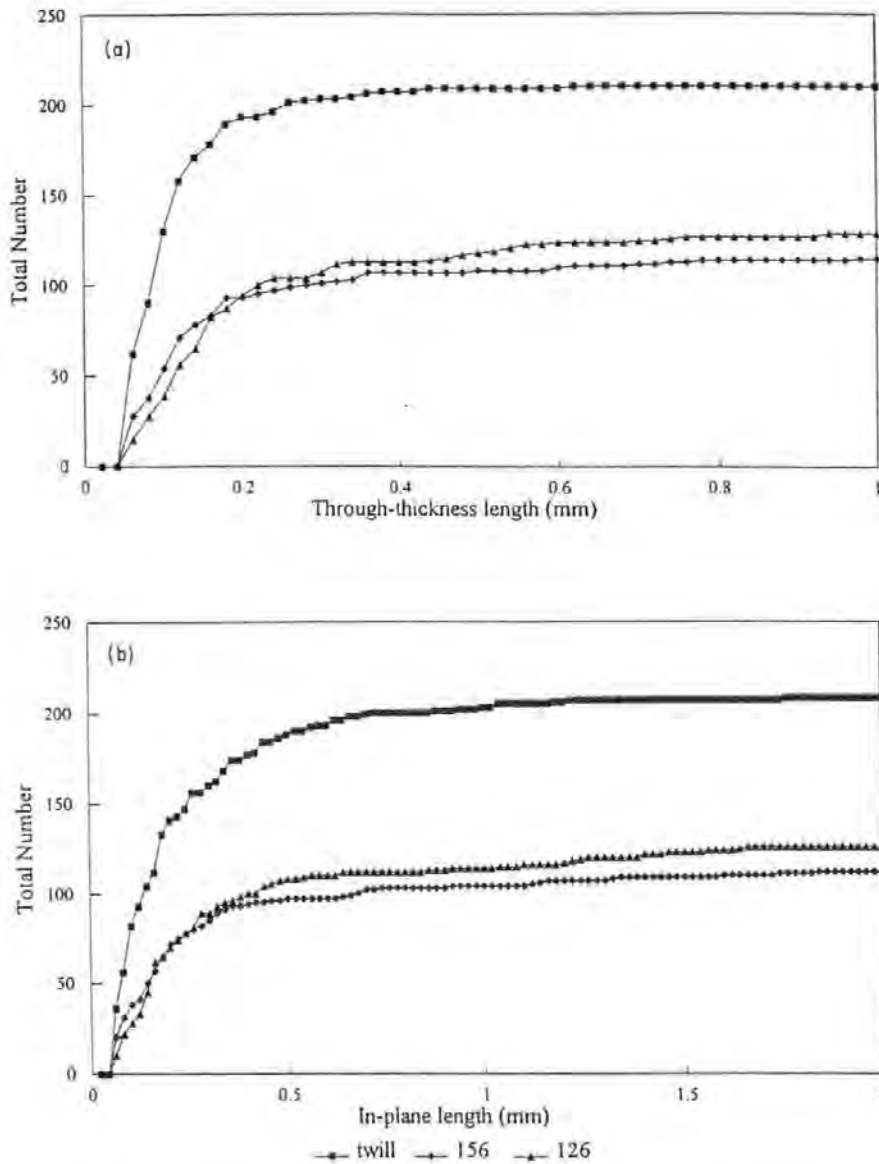 (a)
250
200
150
100
50
0
Total Number
0 0.2 0.4 0.6 0.8 1
Through-thickness length (mm)
(b)
250
200
150
100
50
0
Total Number
0 0.5 1 1.5
In-plane length (mm)
twill 156 126